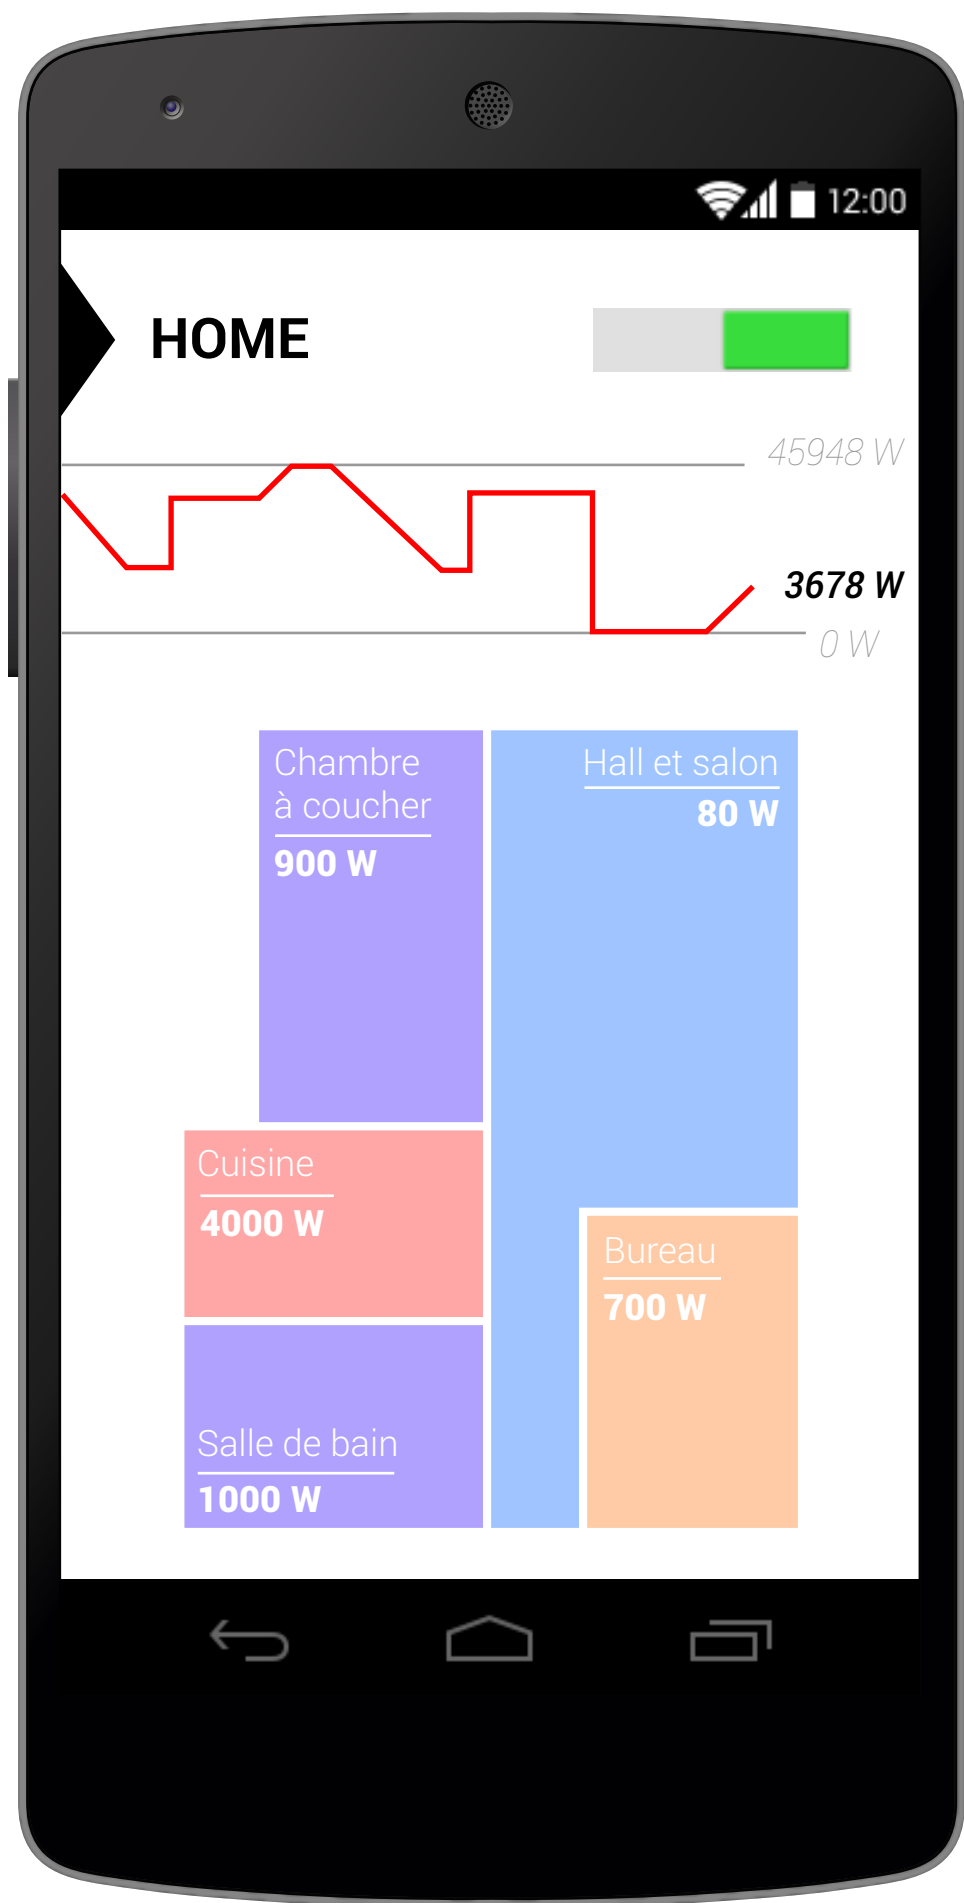 12:00
HOME
45948 W
3678 W
0 W
Chambre
à coucher
900 W
Hall et salon
80 W
Cuisine
4000 W
Bureau
700 W
Salle de bain
1000 W